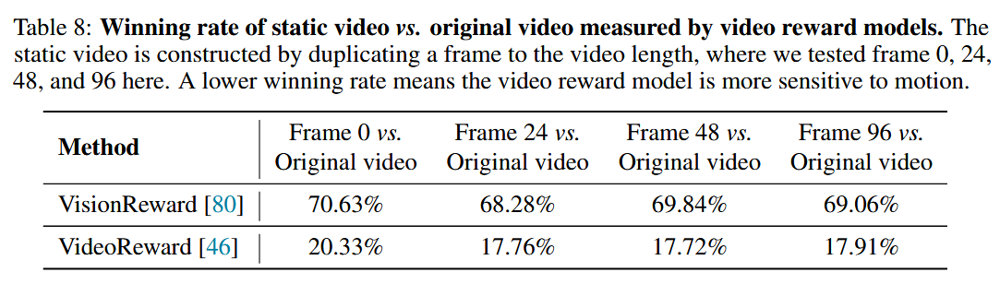 Table 8: Winning rate of static video vs. original video measured by video reward models. The
static video is constructed by duplicating a frame to the video length, where we tested frame 0, 24,
48, and 96 here. A lower winning rate means the video reward model is more sensitive to motion.
Method Frame 0 vs. Original video Frame 24 vs. Original video Frame 48 vs. Original video Frame 96 vs. Original video
VisionReward [80] 70.63% 68.28% 69.84% 69.06%
VideoReward [46] 20.33% 17.76% 17.72% 17.91%